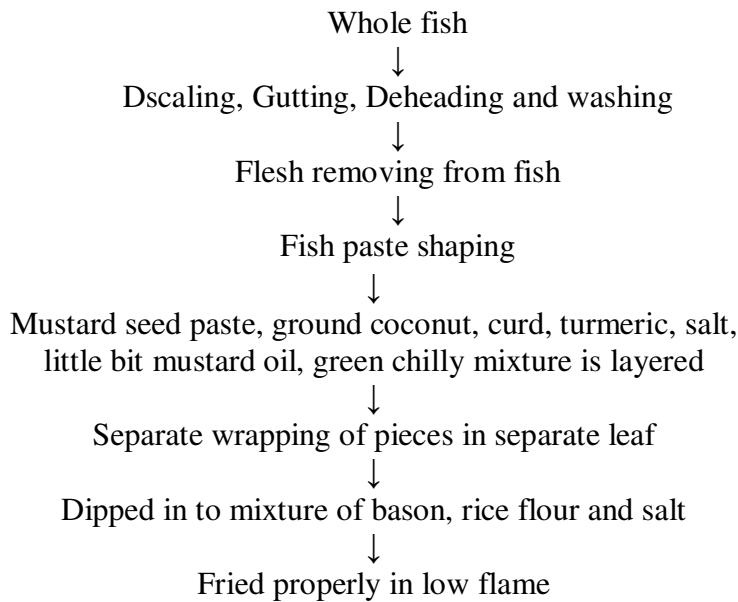 Whole fish
↓
Dscaling, Gutting, Deheading and washing
↓
Flesh removing from fish
↓
Fish paste shaping
↓
Mustard seed paste, ground coconut, curd, turmeric, salt,
little bit mustard oil, green chilly mixture is layered
↓
Separate wrapping of pieces in separate leaf
↓
Dipped in to mixture of bason, rice flour and salt
↓
Fried properly in low flame